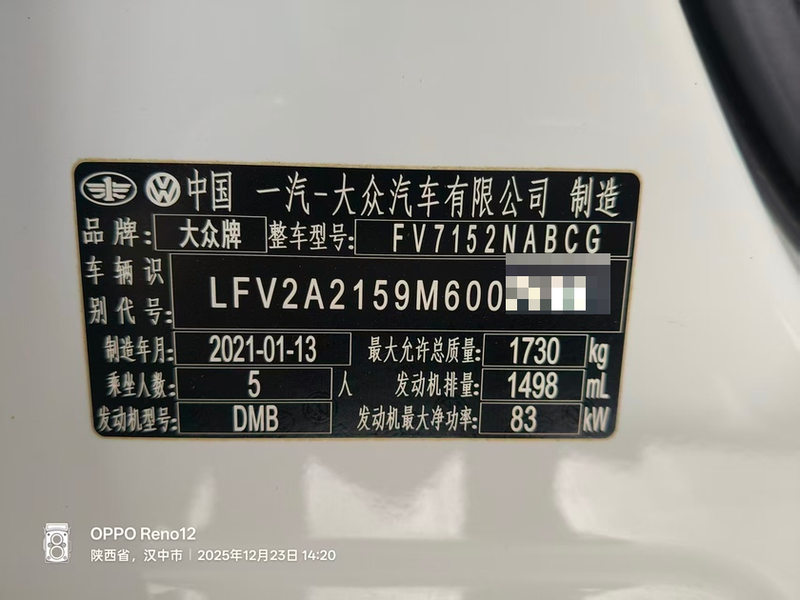 中国 一汽-大众汽车有限公司 制造
品牌: 大众牌 整车型号: FV7152NABCG
车辆识别代号: LFV2A2159M600
制造年月: 2021-01-13 最大允许总质量: 1730 kg
乘坐人数: 5 人 发动机排量: 1498 mL
发动机型号: DMB 发动机最大净功率: 83 kW
OPPO Reno12
陕西省，汉中市 | 2025年12月23日 14:20